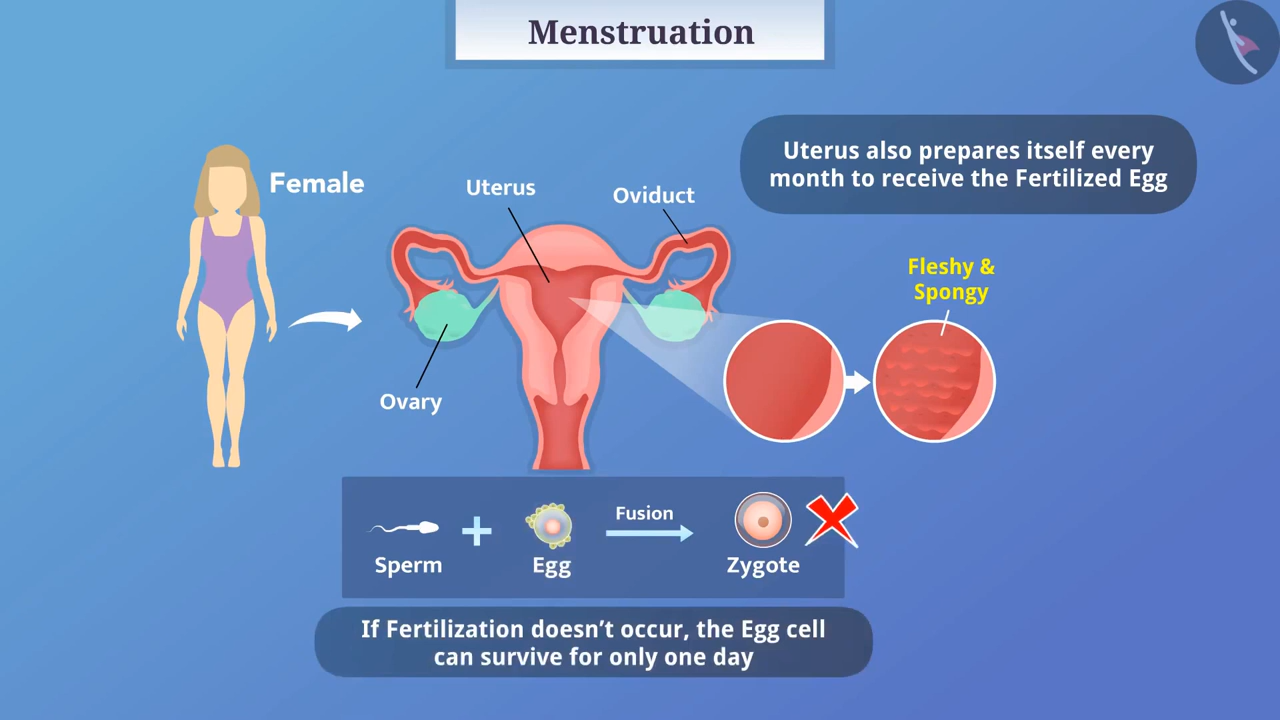 Menstruation
Uterus also prepares itself every
month to receive the Fertilized Egg
Female
Uterus
Oviduct
Fleshy &
Spongy
Ovary
Sperm
+
Egg
Fusion
Zygote
If Fertilization doesn't occur, the Egg cell
can survive for only one day